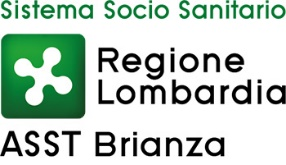 Sistema Socio Sanitario
Regione
Lombardia
ASST Brianza